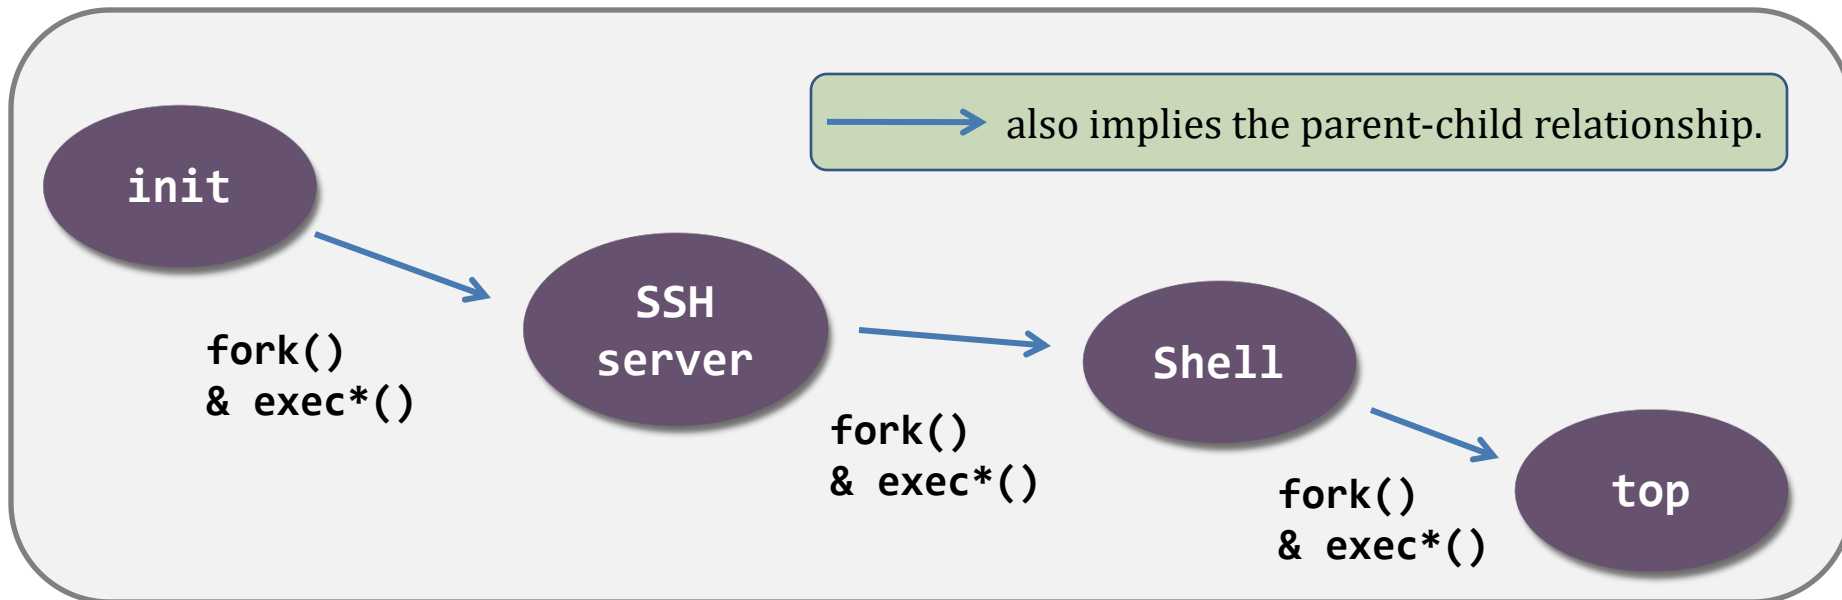 also implies the parent-child relationship.
init
SSH
server
fork()
& exec*()
Shell
fork()
& exec*()
top
fork()
& exec*()